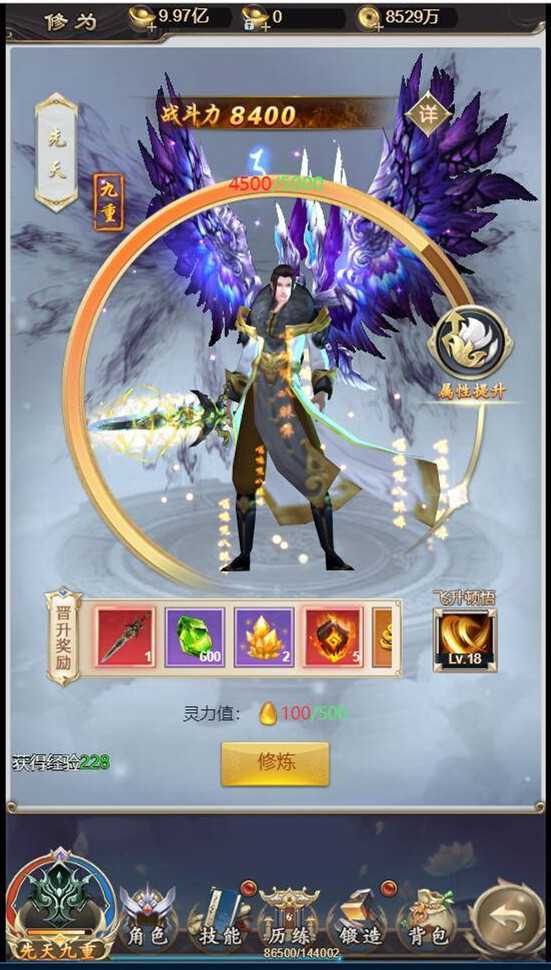 修为
9.97亿
0
8529万
战斗力 8400
详
先天
九重
4500/5000
属性提升
飞升顿悟
晋升奖励
1
600
2
5
Lv.18
灵力值：
100/500
修炼
获得经验228
先天九重
角色
技能
历练
锻造
背包
86500/144002